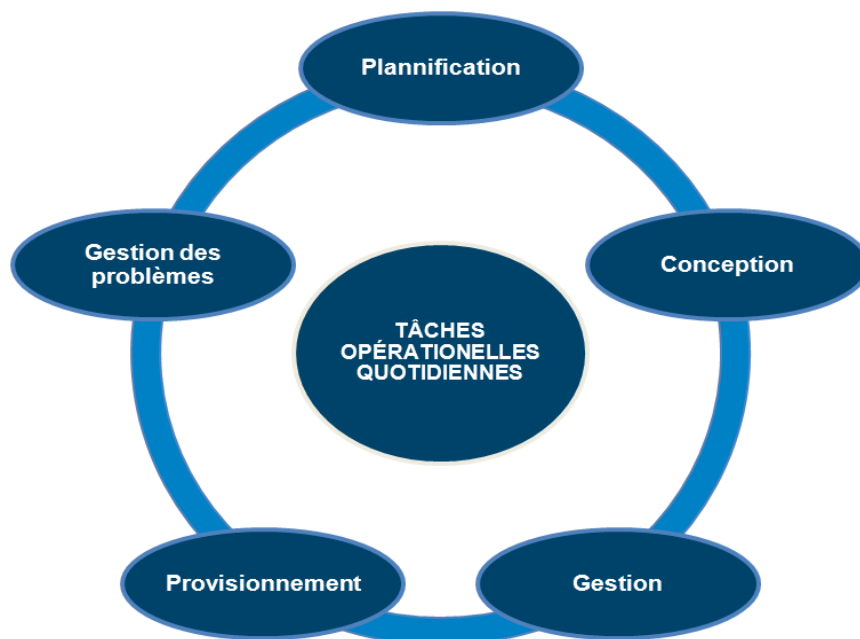 Plannification
Gestion des
problèmes
Conception
TÂCHES
OPÉRATIONELLES
QUOTIDIENNES
Provisionnement
Gestion